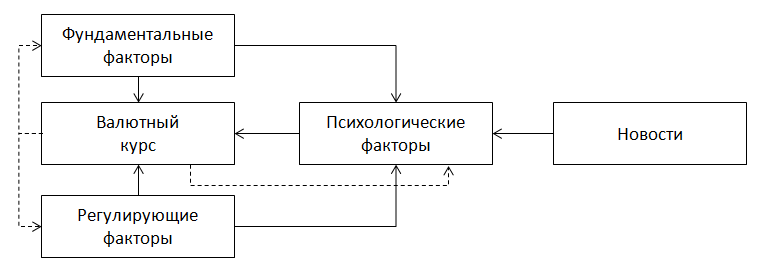 Фундаментальные
факторы
Валютный
курс
Психологические
факторы
Новости
Регулирующие
факторы